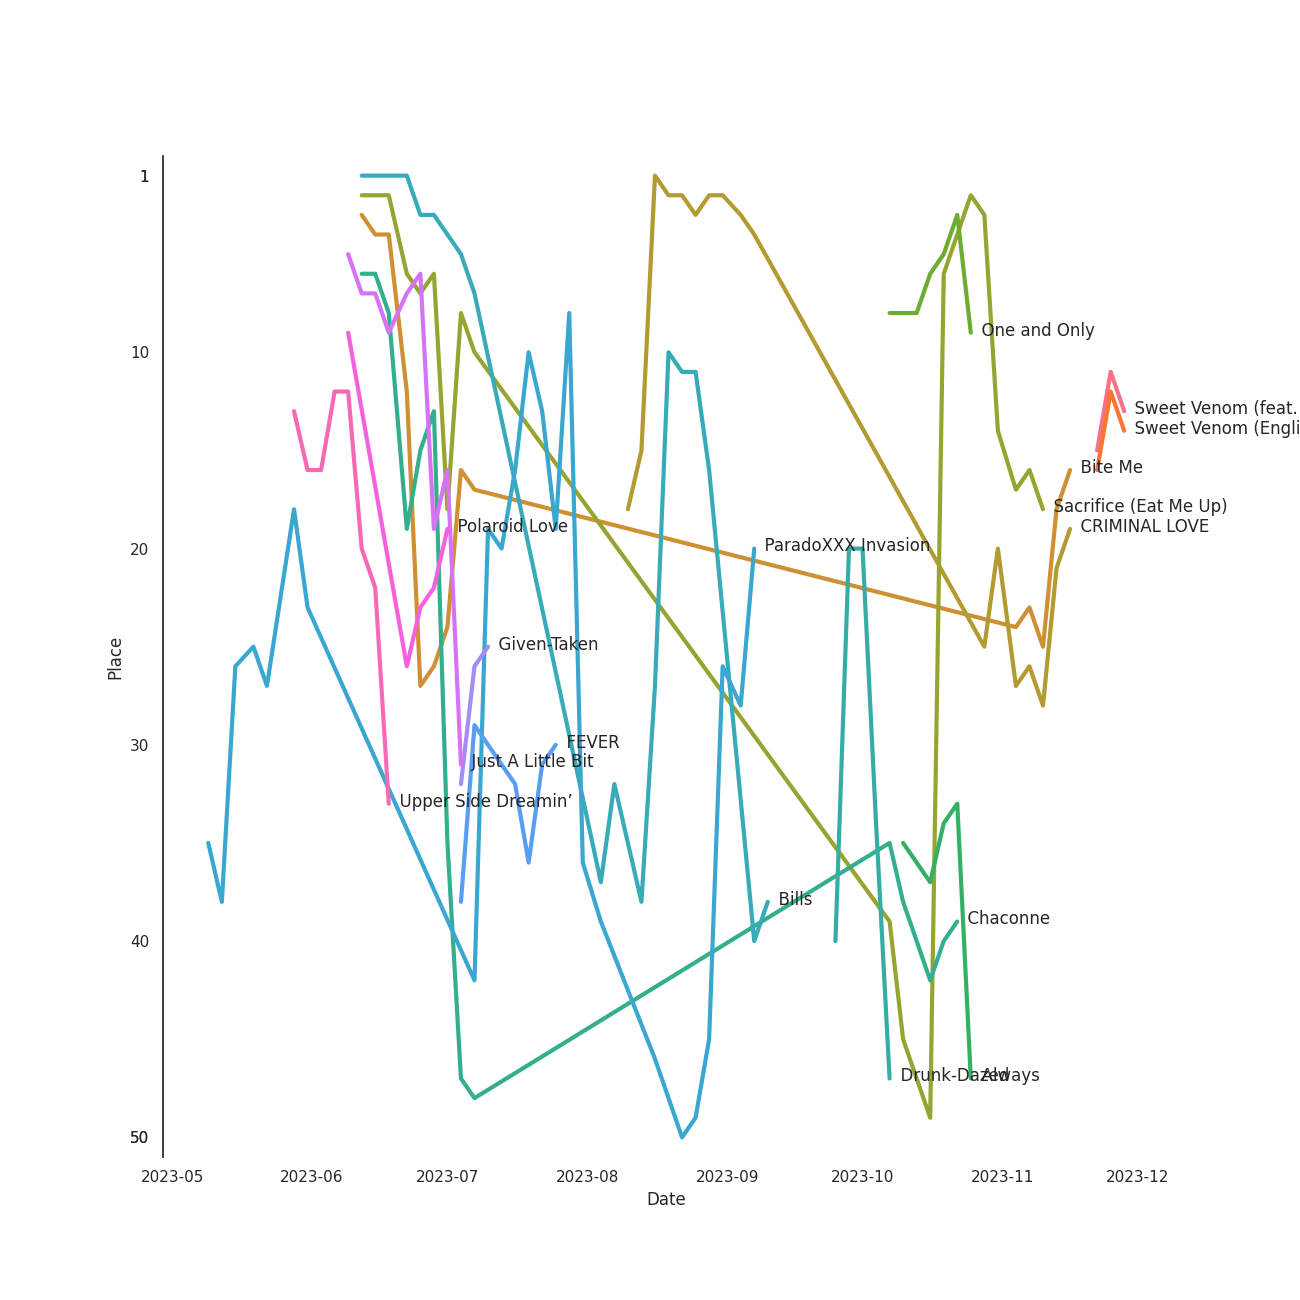 1
10
One and Only
Sweet Venom (feat.
Sweet Venom (Engli
Bite Me
Sacrifice (Eat Me Up)
Polaroid Love
CRIMINAL LOVE
20
ParadoXXX Invasion
Given-Taken
Place
30
FEVER
Just A Little Bit
Upper Side Dreamin’
Bills
40
Chaconne
Drunk-Dazed
Always
50
2023-05
2023-06
2023-07
2023-08
2023-09
2023-10
2023-11
2023-12
Date